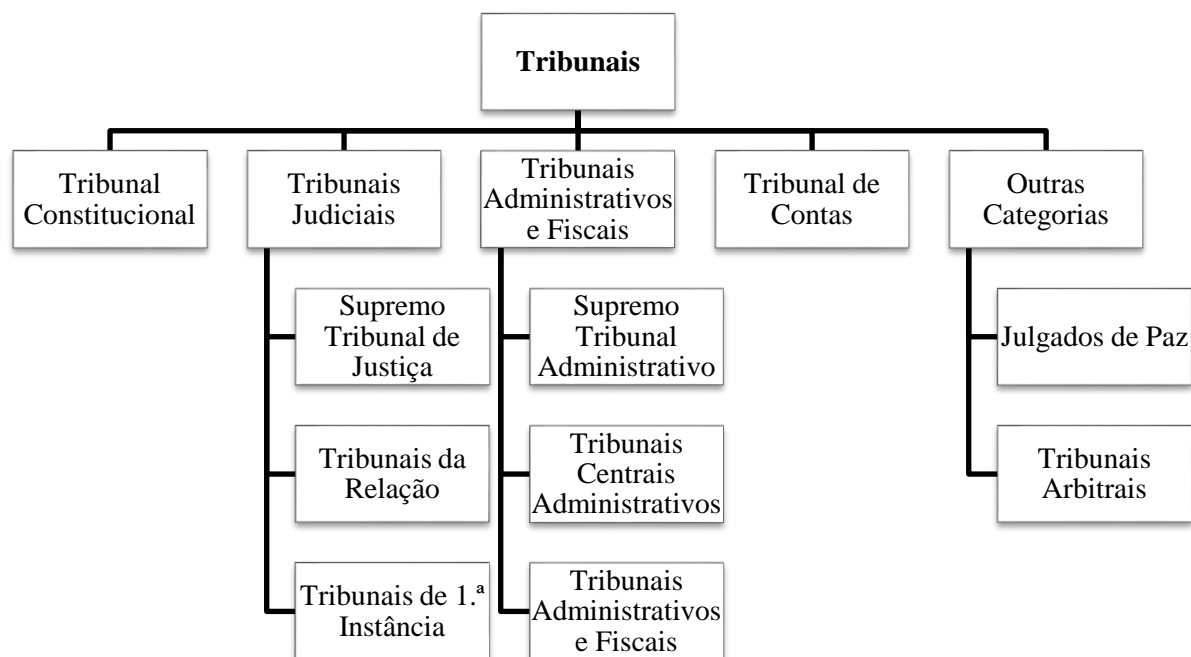 Tribunais
Tribunal
Constitucional
Tribunais
Judiciais
Tribunais
Administrativos
e Fiscais
Tribunal de
Contas
Outras
Categorias
Supremo
Tribunal de
Justiça
Supremo
Tribunal
Administrativo
Julgados de Paz
Tribunais da
Relação
Tribunais
Centrais
Administrativos
Tribunais
Arbitrais
Tribunais de 1.ª
Instância
Tribunais
Administrativos
e Fiscais